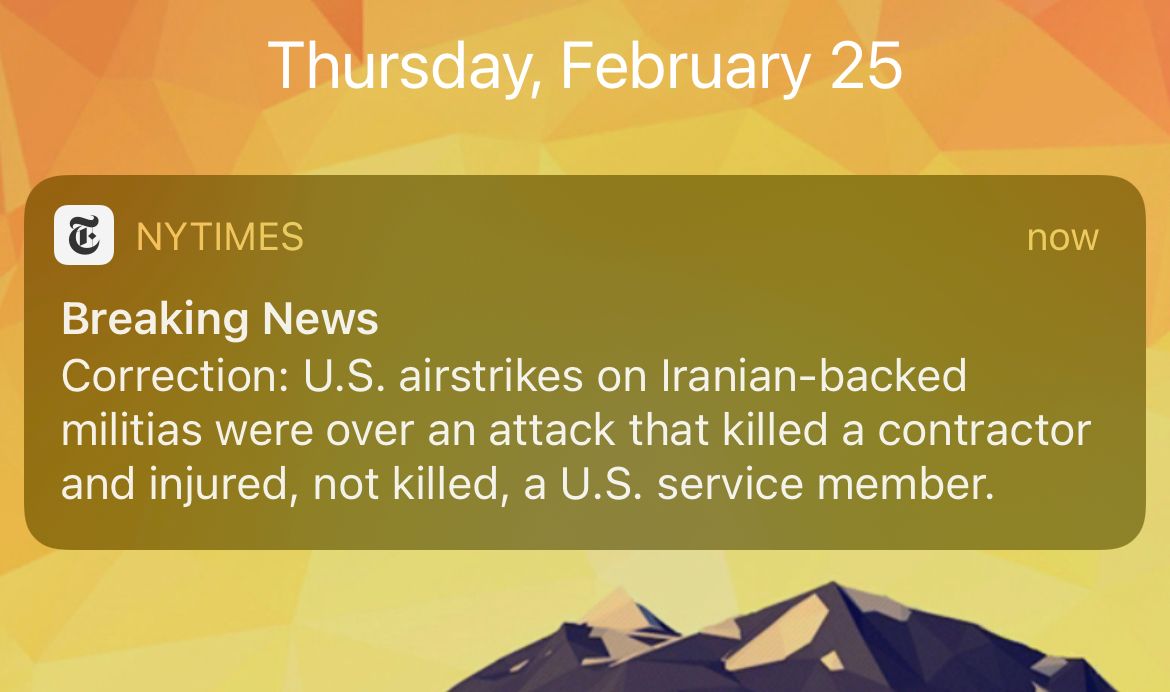 Thursday, February 25
NYTIMES
now
Breaking News
Correction: U.S. airstrikes on Iranian-backed
militias were over an attack that killed a contractor
and injured, not killed, a U.S. service member.